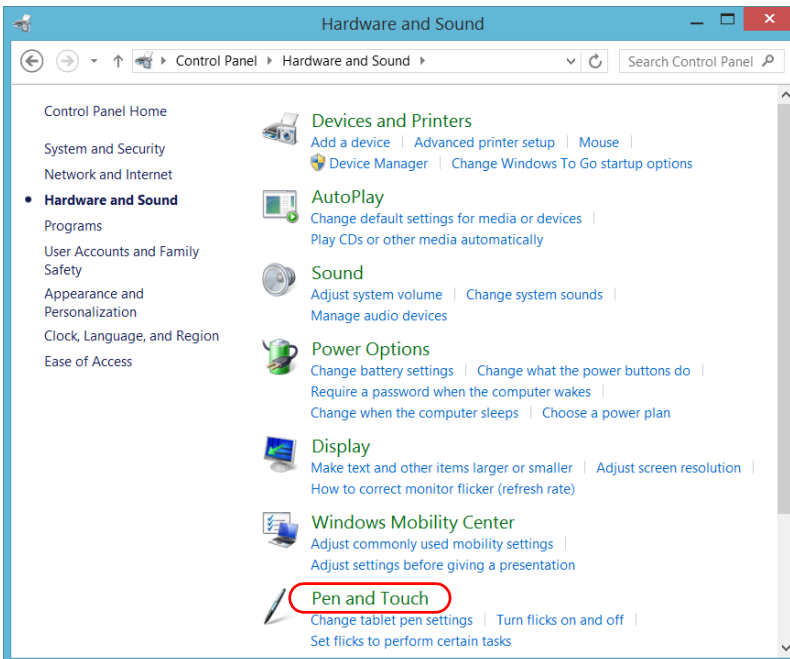 Hardware and Sound
Control Panel Hardware and Sound
Search Control Panel
Control Panel Home
System and Security
Network and Internet
Hardware and Sound
Programs
User Accounts and Family
Safety
Appearance and
Personalization
Clock, Language, and Region
Ease of Access
Devices and Printers
Add a device Advanced printer setup Mouse
Device Manager Change Windows To Go startup options
AutoPlay
Change default settings for media or devices
Play CDs or other media automatically
Sound
Adjust system volume Change system sounds
Manage audio devices
Power Options
Change battery settings Change what the power buttons do
Require a password when the computer wakes
Change when the computer sleeps Choose a power plan
Display
Make text and other items larger or smaller Adjust screen resolution
How to correct monitor flicker (refresh rate)
Windows Mobility Center
Adjust commonly used mobility settings
Adjust settings before giving a presentation
Pen and Touch
Change tablet pen settings Turn flicks on and off
Set flicks to perform certain tasks